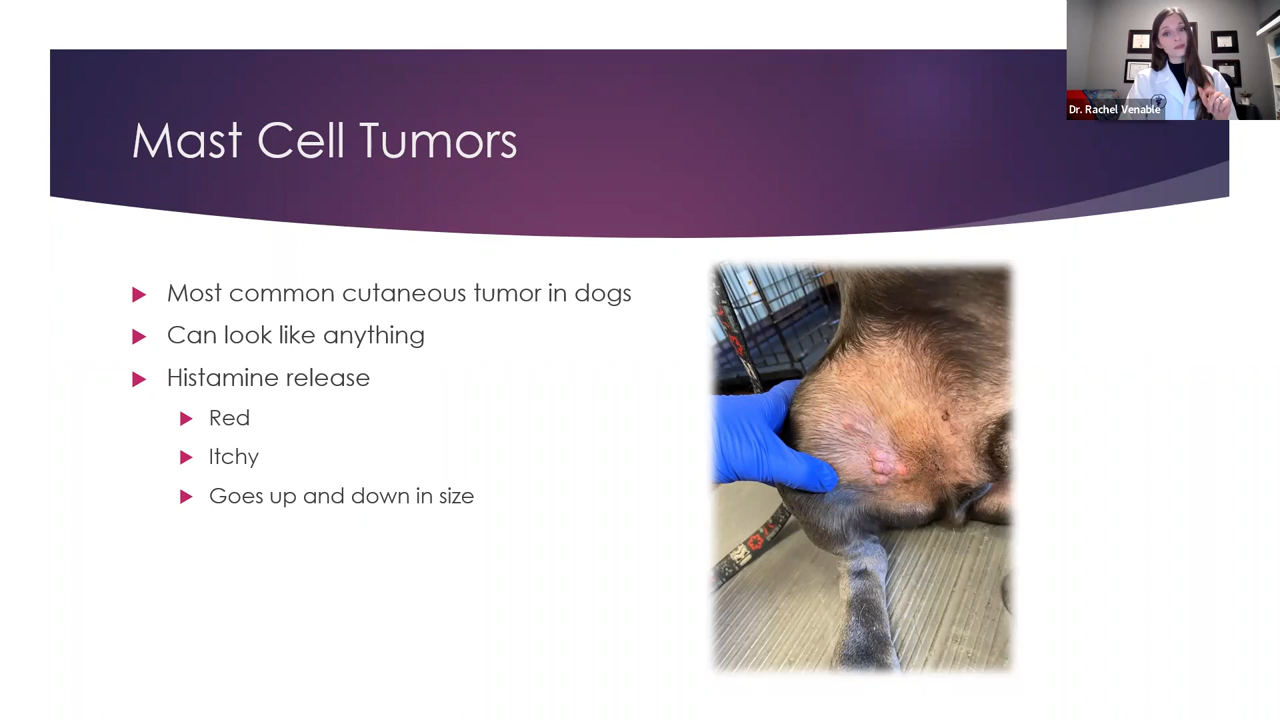 Dr. Rachel Venable
Mast Cell Tumors
Most common cutaneous tumor in dogs
Can look like anything
Histamine release
Red
Itchy
Goes up and down in size